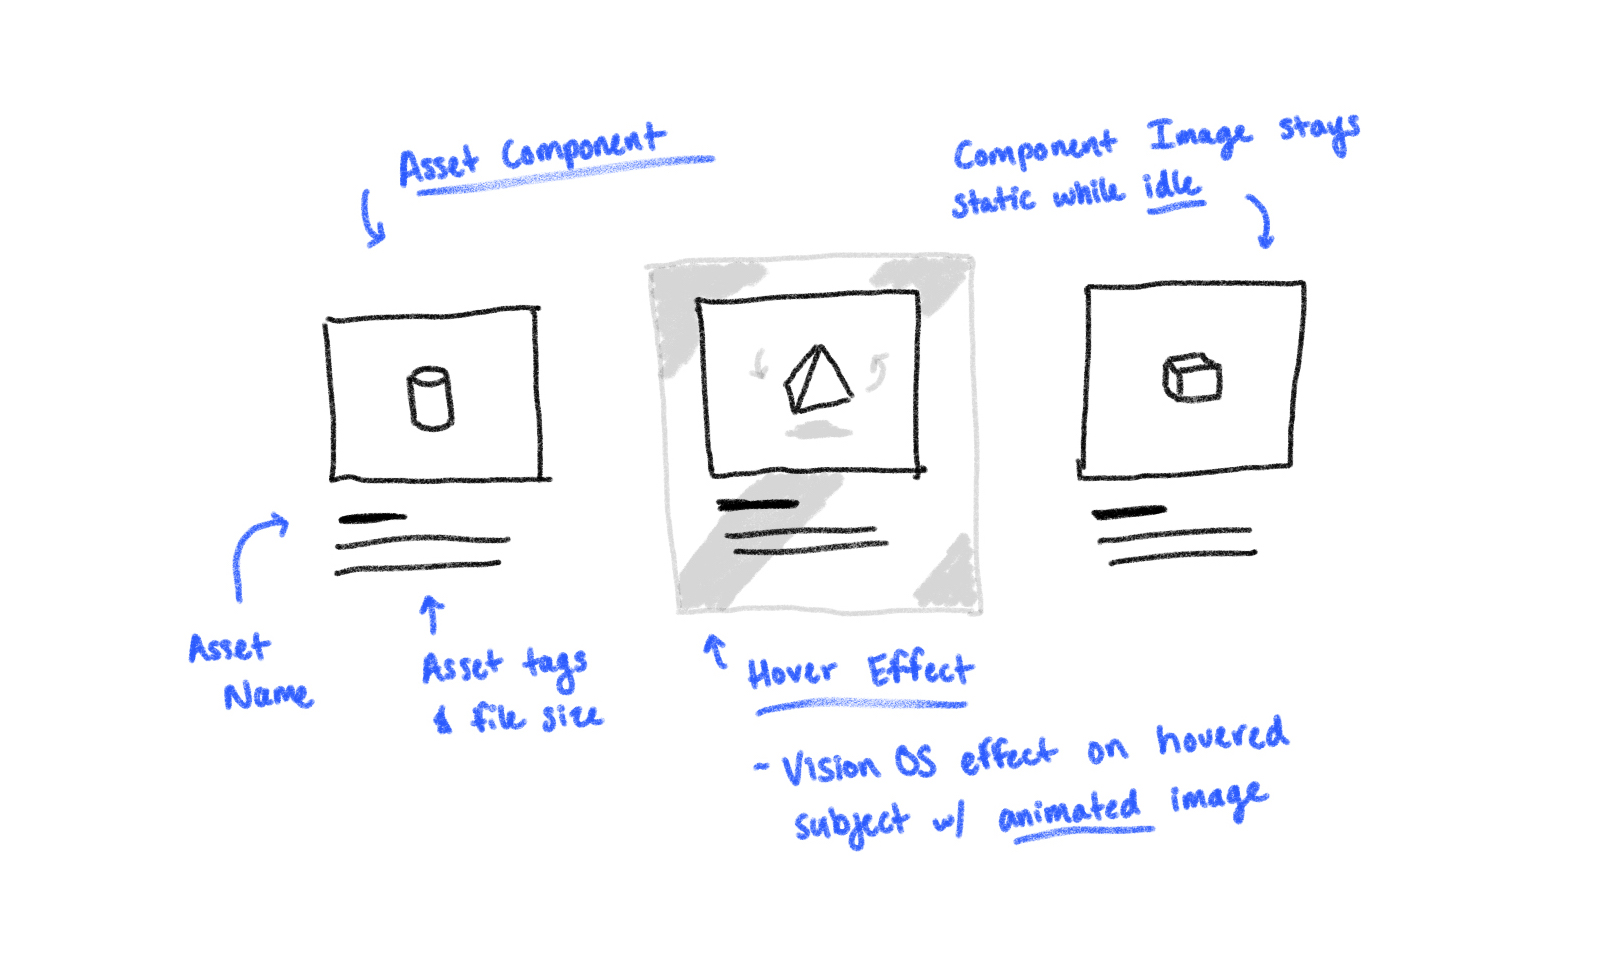 Asset Component
Component Image stays
static while idle
Asset
Name
Asset tags
& file size
Hover Effect
- Vision OS effect on hovered
subject w/ animated image